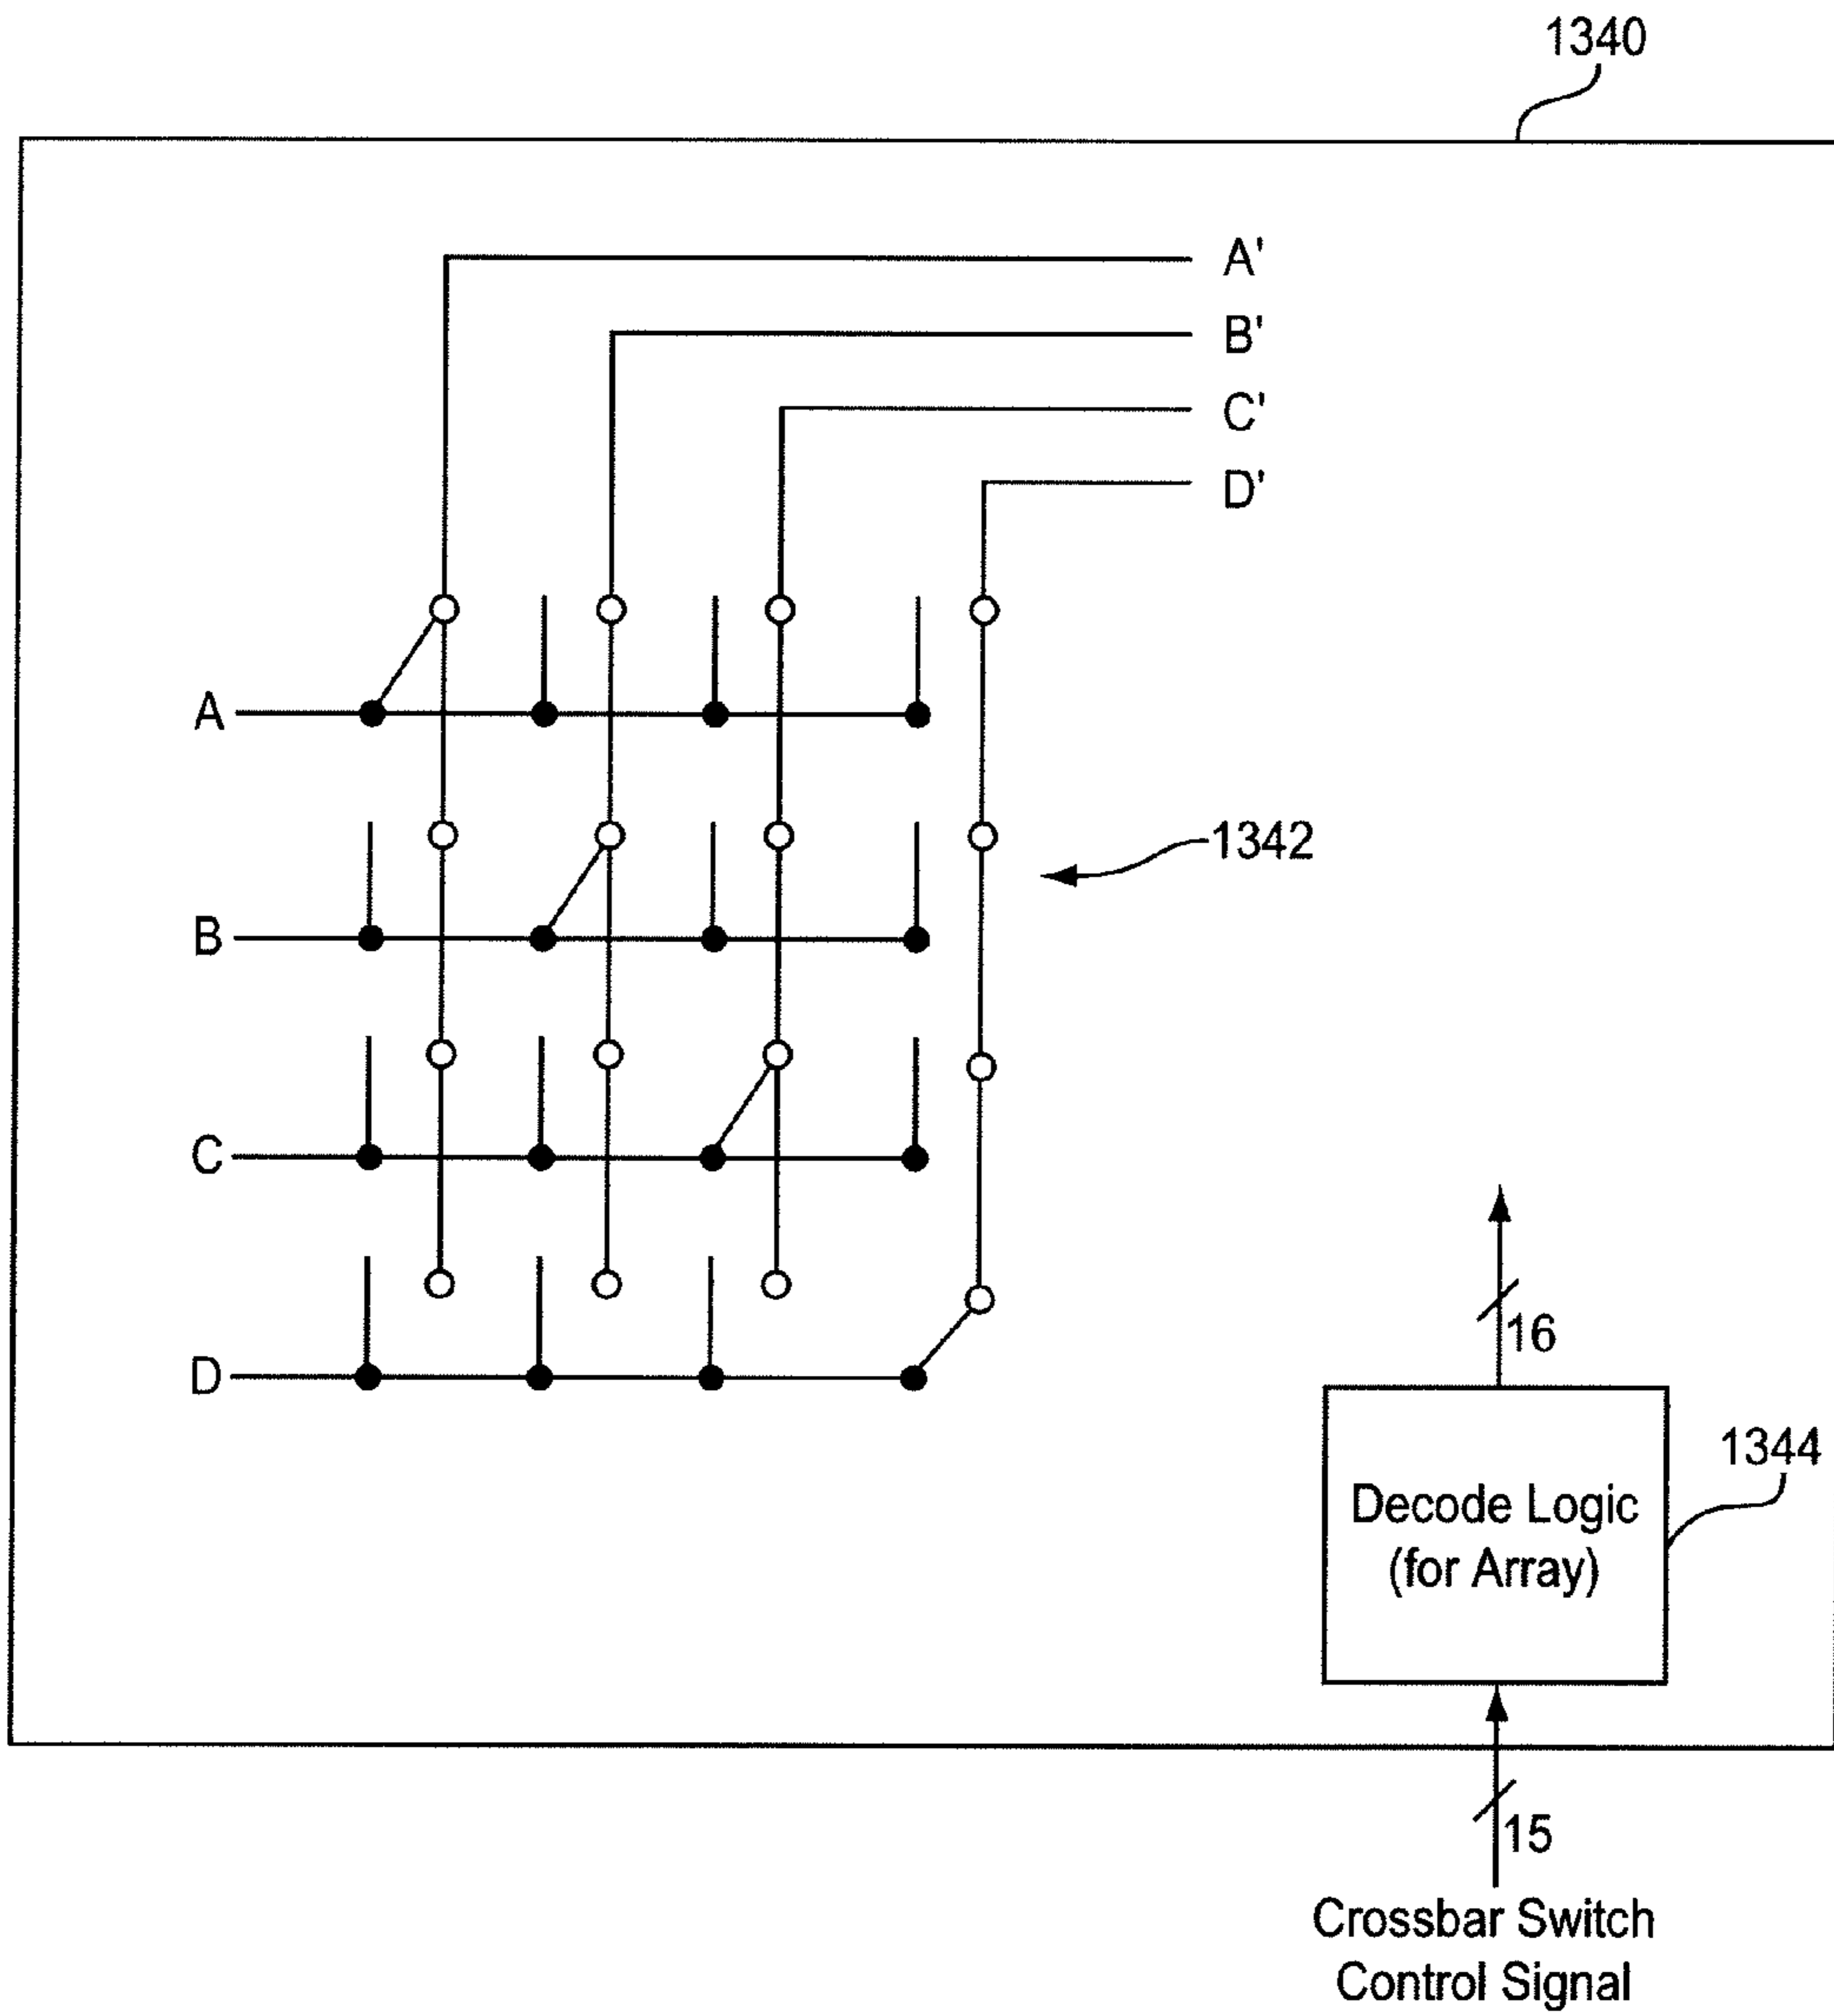 1340
A'
B'
C'
D'
A
1342
B
C
16
D
1344
Decode Logic
(for Array)
15
Crossbar Switch
Control Signal